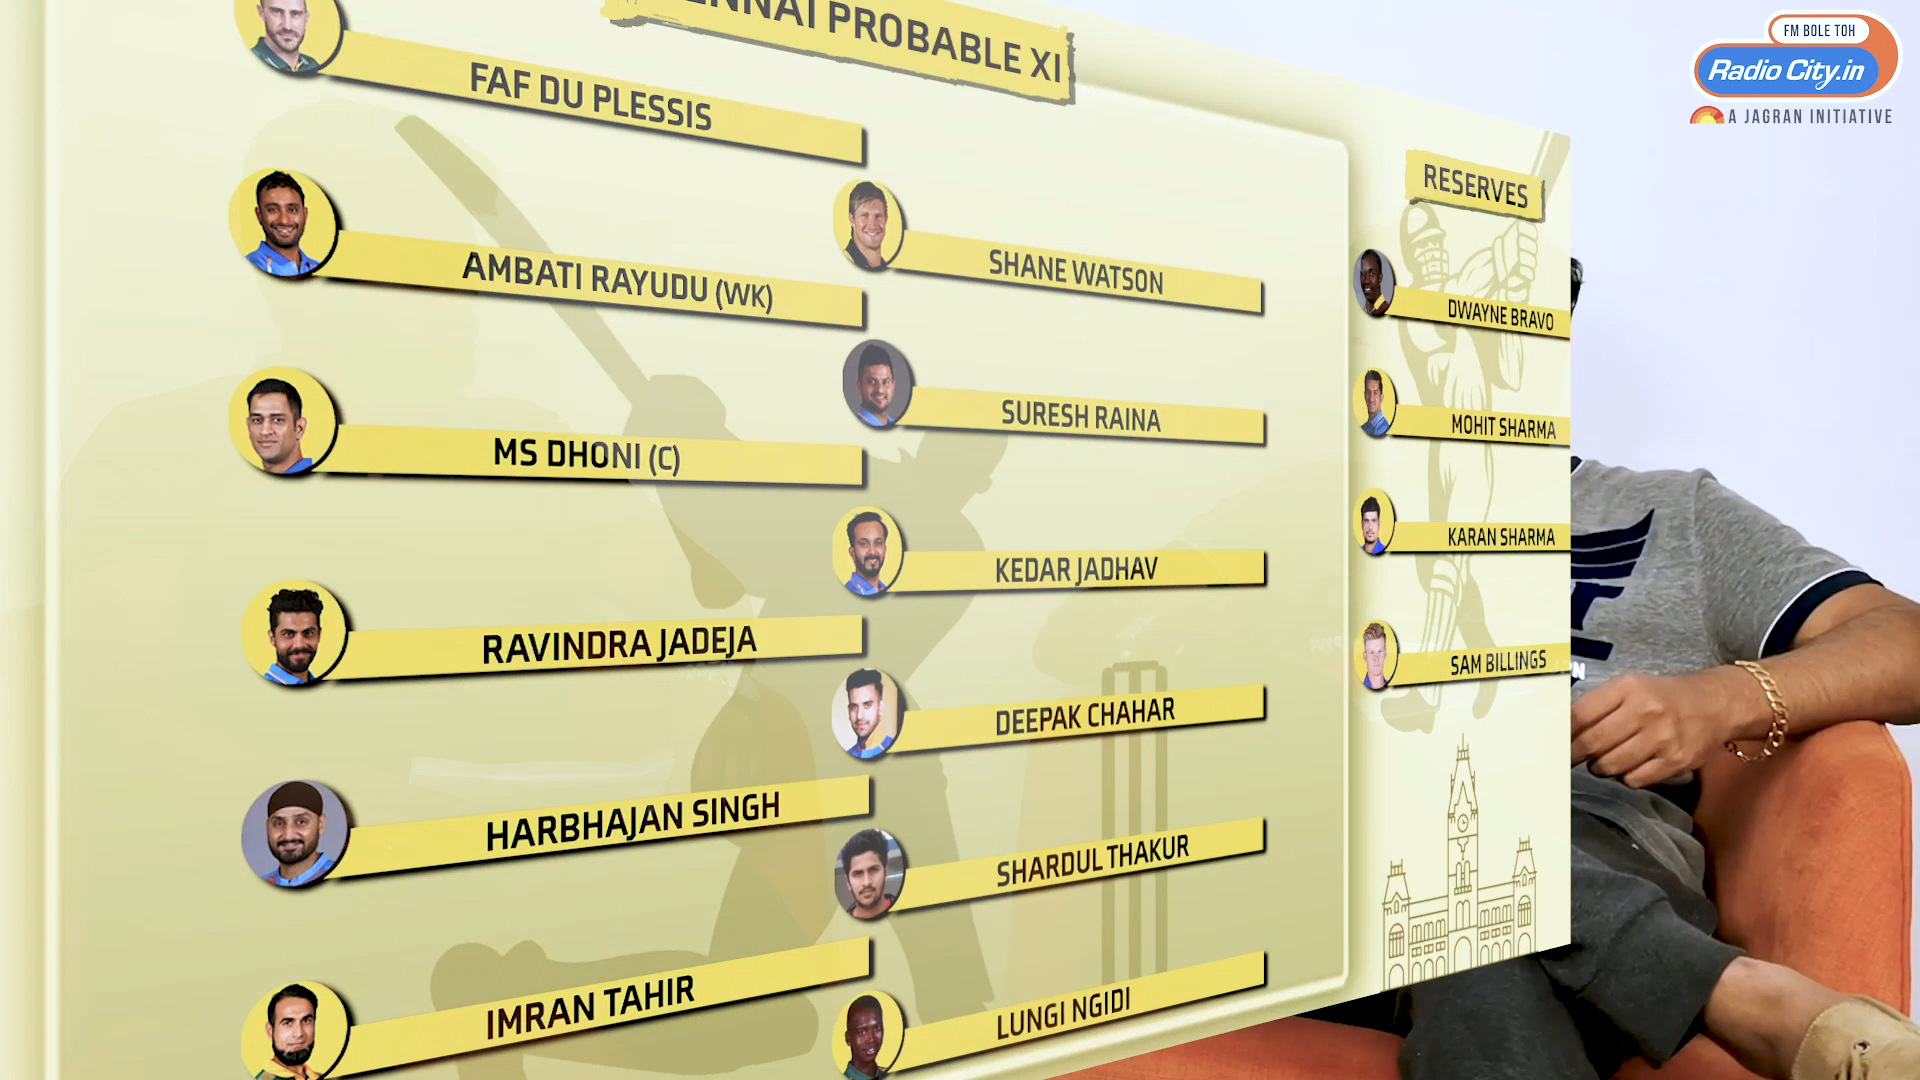 FM BOLE TOH
Radio City.in
A JAGRAN INITIATIVE
PROBABLE XI
FAF DU PLESSIS
AMBATI RAYUDU (WK)
MS DHONI (C)
RAVINDRA JADEJA
HARBHAJAN SINGH
IMRAN TAHIR
SHANE WATSON
SURESH RAINA
KEDAR JADHAV
DEEPAK CHAHAR
SHARDUL THAKUR
LUNGI NGIDI
RESERVES
DWAYNE BRAVO
MOHIT SHARMA
KARAN SHARMA
SAM BILLINGS